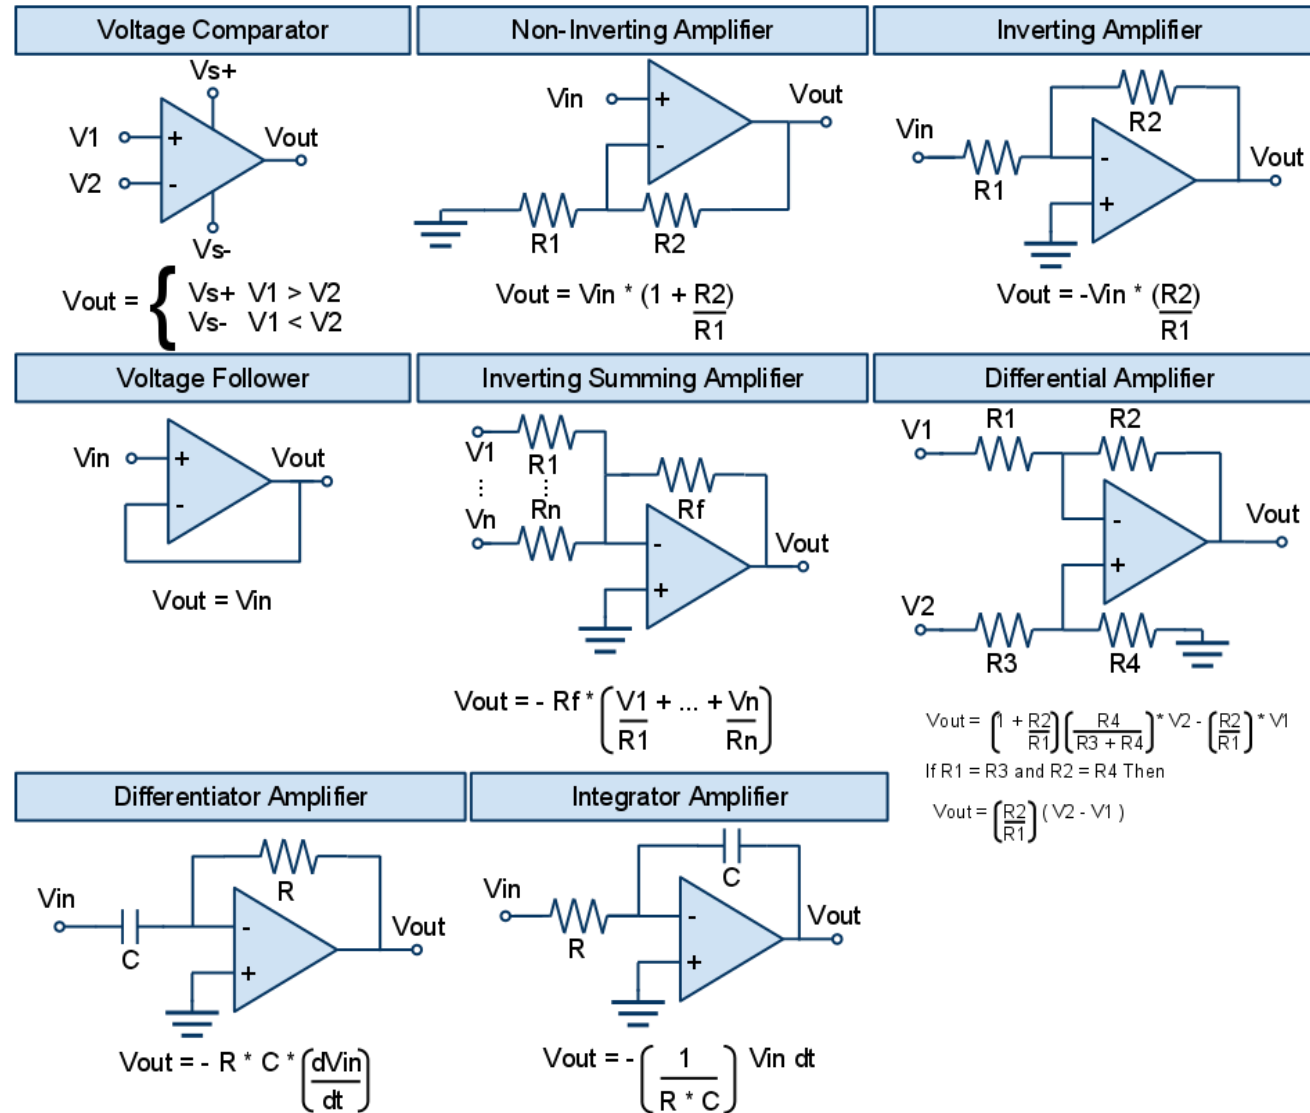 Voltage Comparator
Vs+
V1
+
Vout
V2
-
Vs-
Vout = { Vs+ V1 > V2
Vs- V1 < V2
Non-Inverting Amplifier
Vin
+
Vout
-
R1
R2
Vout = Vin * (1 + R2)
R1
Inverting Amplifier
R2
Vin
R1
-
Vout
+
Vout = -Vin * (R2)
R1
Voltage Follower
Vin
+
Vout
-
Vout = Vin
Inverting Summing Amplifier
V1
R1
Rf
Vn
Rn
-
Vout
+
Vout = - Rf * (V1 + ... + Vn)
R1 Rn
Differential Amplifier
V1
R1
R2
-
Vout
+
V2
R3
R4
Vout = (1 + R2) (R4) * V2 - (R2) * V1
R1 R3 + R4 R1
If R1 = R3 and R2 = R4 Then
Vout = (R2) ( V2 - V1 )
R1
Differentiator Amplifier
R
Vin
C
-
Vout
+
Vout = - R * C * (dVin)
dt
Integrator Amplifier
C
Vin
R
-
Vout
+
Vout = - (1) Vin dt
R * C